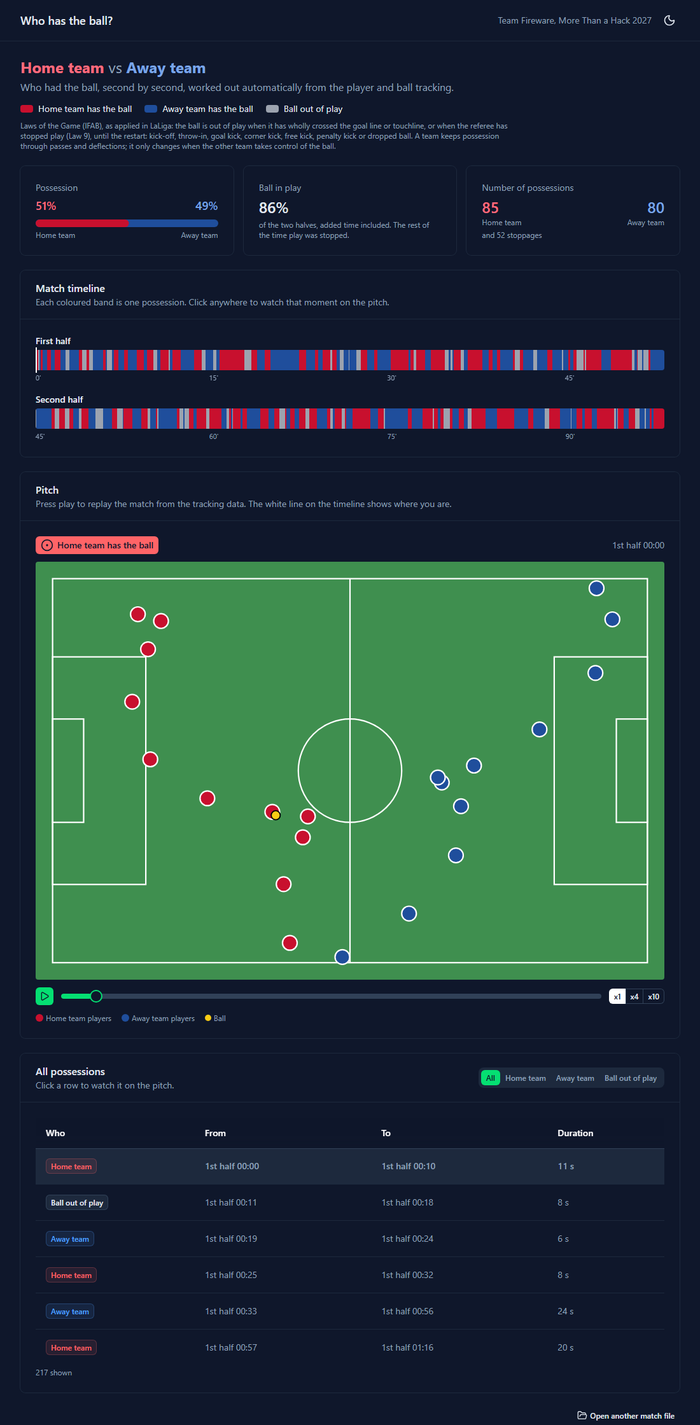 Who has the ball?
Team Fireware, More Than a Hack 2027
Home team vs Away team
Who had the ball, second by second, worked out automatically from the player and ball tracking.
Home team has the ball Away team has the ball Ball out of play
Laws of the Game (IFAB), as applied in LaLiga: the ball is out of play when it has wholly crossed the goal line or touchline, or when the referee has
stopped play (Law 9), until the restart: kick-off, throw-in, goal kick, corner kick, free kick, penalty kick or dropped ball. A team keeps possession
through passes and deflections; it only changes when the other team takes control of the ball.
Possession
51% 49%
Home team Away team
Ball in play
86%
of the two halves, added time included. The rest of
the time play was stopped.
Number of possessions
85 80
Home team Away team
and 52 stoppages
Match timeline
Each coloured band is one possession. Click anywhere to watch that moment on the pitch.
First half
0' 15' 30' 45'
Second half
45' 60' 75' 90'
Pitch
Press play to replay the match from the tracking data. The white line on the timeline shows where you are.
Home team has the ball 1st half 00:00
x1 x4 x10
Home team players Away team players Ball
All possessions
Click a row to watch it on the pitch.
All Home team Away team Ball out of play
Who From To Duration
Home team 1st half 00:00 1st half 00:10 11 s
Ball out of play 1st half 00:11 1st half 00:18 8 s
Away team 1st half 00:19 1st half 00:24 6 s
Home team 1st half 00:25 1st half 00:32 8 s
Away team 1st half 00:33 1st half 00:56 24 s
Home team 1st half 00:57 1st half 01:16 20 s
217 shown
Open another match file